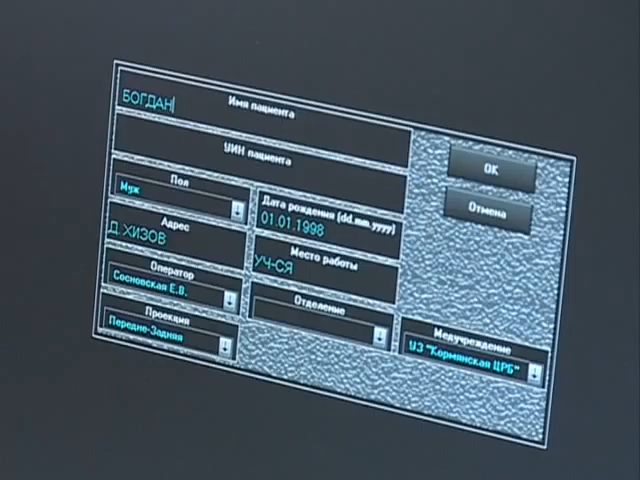 Имя пациента
БОГДАН
УИН пациента
OK
Отмена
Пол
Муж
Дата рождения (dd.mm.yyyy)
01.01.1998
Адрес
Д. ХИЗОВ
Место работы
УЧ-СЯ
Оператор
Сосновская Е.В.
Отделение
Проекция
Передне-Задняя
Медучреждение
УЗ "Кормянская ЦРБ"